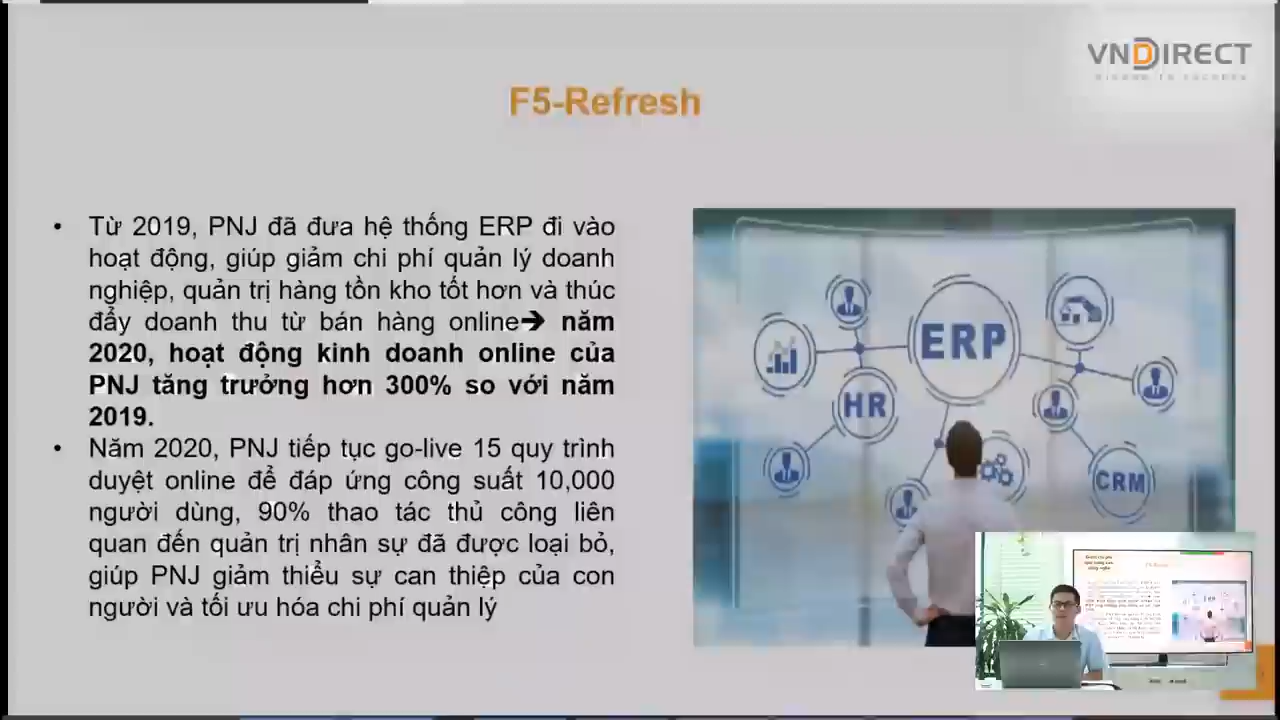 VNDIRECT
F5-Refresh
• Từ 2019, PNJ đã đưa hệ thống ERP đi vào
hoạt động, giúp giảm chi phí quản lý doanh
nghiệp, quản trị hàng tồn kho tốt hơn và thúc
đẩy doanh thu từ bán hàng online➔ năm
2020, hoạt động kinh doanh online của
PNJ tăng trưởng hơn 300% so với năm
2019.
• Năm 2020, PNJ tiếp tục go-live 15 quy trình
duyệt online để đáp ứng công suất 10,000
người dùng, 90% thao tác thủ công liên
quan đến quản trị nhân sự đã được loại bỏ,
giúp PNJ giảm thiểu sự can thiệp của con
người và tối ưu hóa chi phí quản lý
ERP
HR
CRM